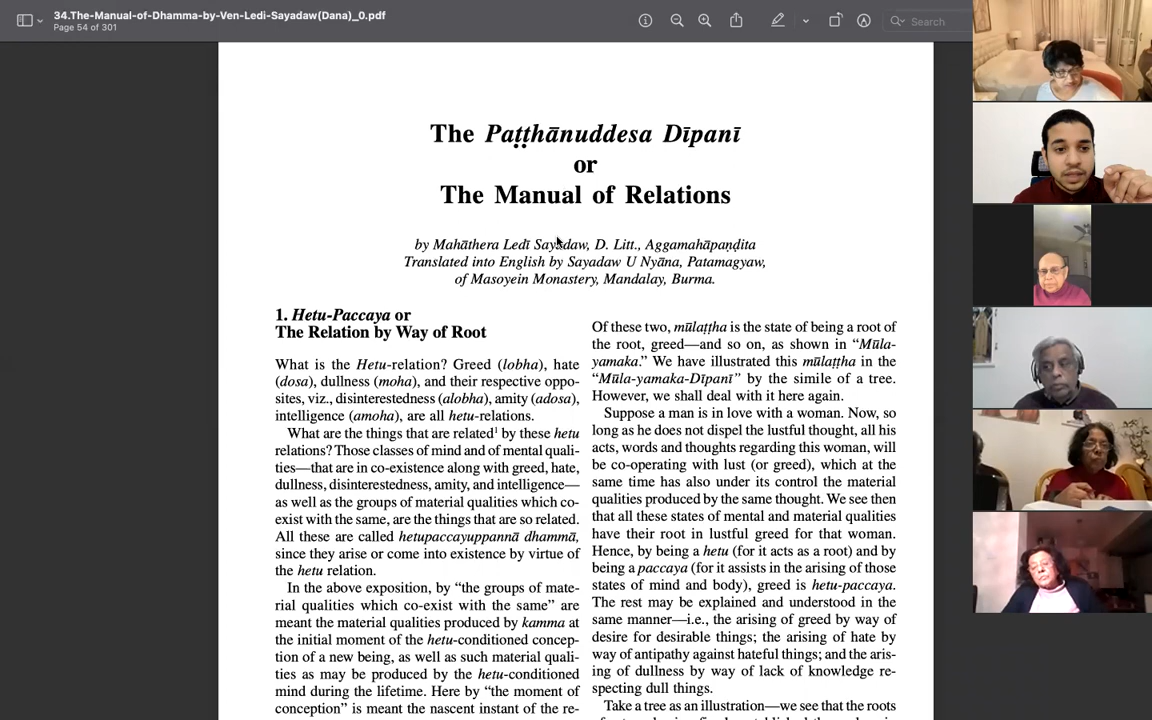 34.The-Manual-of-Dhamma-by-Ven-Ledi-Sayadaw(Dana)_0.pdf
Page 54 of 301
Search
The Paṭṭhānuddesa Dīpanī
or
The Manual of Relations
by Mahāthera Ledī Sayādaw, D. Litt., Aggamahāpaṇḍita
Translated into English by Sayadaw U Nyāna, Patamagyaw,
of Masoyein Monastery, Mandalay, Burma.
1. Hetu-Paccaya or
The Relation by Way of Root
What is the Hetu-relation? Greed (lobha), hate
(dosa), dullness (moha), and their respective oppo-
sites, viz., disinterestedness (alobha), amity (adosa),
intelligence (amoha), are all hetu-relations.
What are the things that are related¹ by these hetu
relations? Those classes of mind and of mental quali-
ties—that are in co-existence along with greed, hate,
dullness, disinterestedness, amity, and intelligence—
as well as the groups of material qualities which co-
exist with the same, are the things that are so related.
All these are called hetupaccayuppannā dhammā,
since they arise or come into existence by virtue of
the hetu relation.
In the above exposition, by “the groups of mate-
rial qualities which co-exist with the same” are
meant the material qualities produced by kamma at
the initial moment of the hetu-conditioned concep-
tion of a new being, as well as such material quali-
ties as may be produced by the hetu-conditioned
mind during the lifetime. Here by “the moment of
conception” is meant the nascent instant of the re-
Of these two, mūlaṭṭha is the state of being a root of
the root, greed—and so on, as shown in “Mūla-
yamaka.” We have illustrated this mūlaṭṭha in the
“Mūla-yamaka-Dīpanī” by the simile of a tree.
However, we shall deal with it here again.
Suppose a man is in love with a woman. Now, so
long as he does not dispel the lustful thought, all his
acts, words and thoughts regarding this woman, will
be co-operating with lust (or greed), which at the
same time has also under its control the material
qualities produced by the same thought. We see then
that all these states of mental and material qualities
have their root in lustful greed for that woman.
Hence, by being a hetu (for it acts as a root) and by
being a paccaya (for it assists in the arising of those
states of mind and body), greed is hetu-paccaya.
The rest may be explained and understood in the
same manner—i.e., the arising of greed by way of
desire for desirable things; the arising of hate by
way of antipathy against hateful things; and the aris-
ing of dullness by way of lack of knowledge re-
specting dull things.
Take a tree as an illustration—we see that the roots